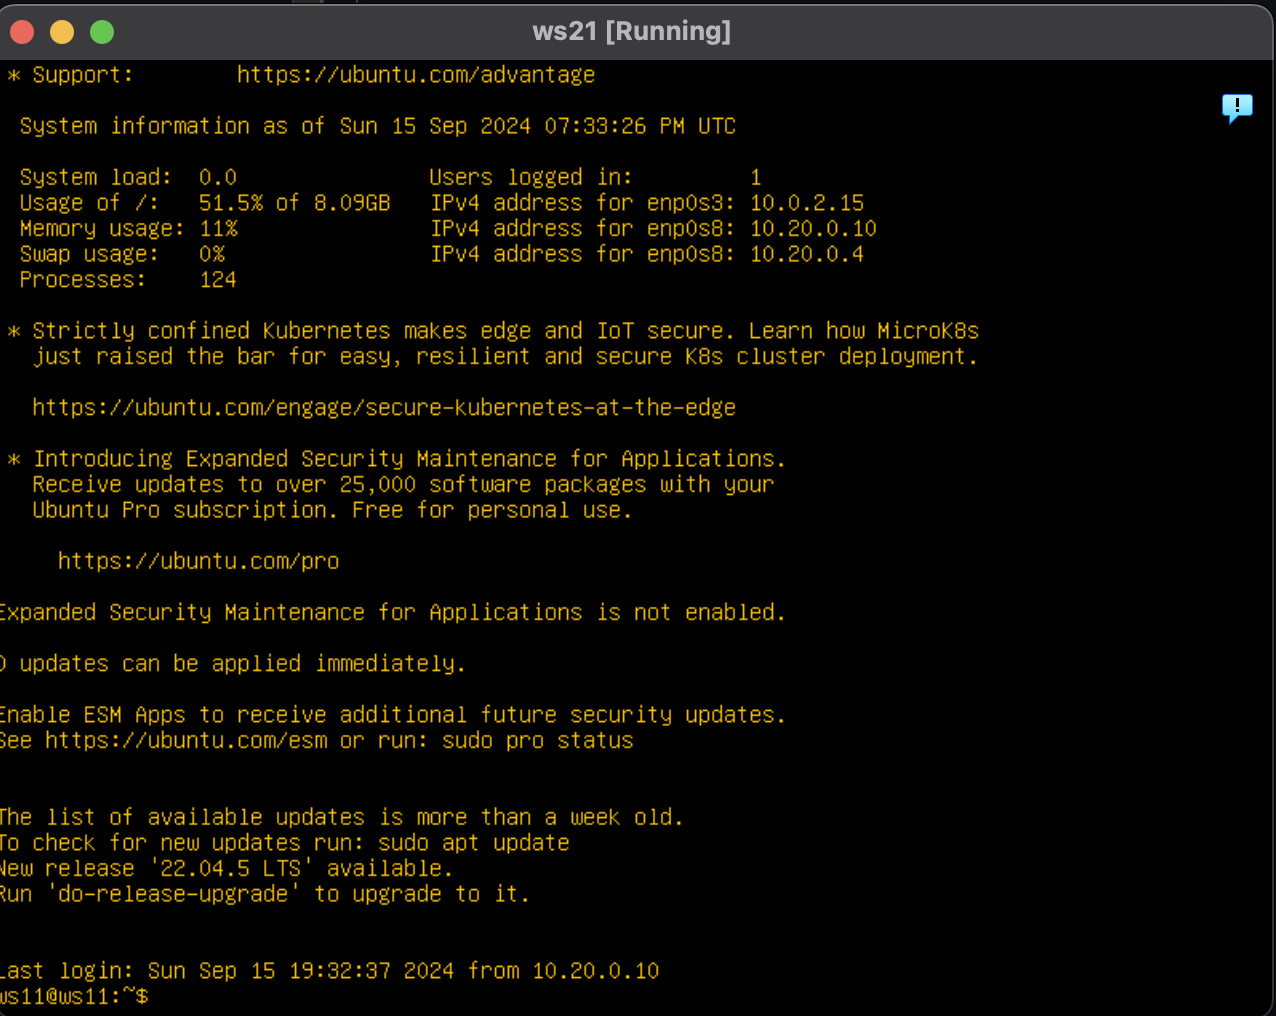 ws21 [Running]
* Support: https://ubuntu.com/advantage
System information as of Sun 15 Sep 2024 07:33:26 PM UTC
System load: 0.0 Users logged in: 1
Usage of /: 51.5% of 8.09GB IPv4 address for enp0s3: 10.0.2.15
Memory usage: 11% IPv4 address for enp0s8: 10.20.0.10
Swap usage: 0% IPv4 address for enp0s8: 10.20.0.4
Processes: 124
* Strictly confined Kubernetes makes edge and IoT secure. Learn how MicroK8s
just raised the bar for easy, resilient and secure K8s cluster deployment.
https://ubuntu.com/engage/secure-kubernetes-at-the-edge
* Introducing Expanded Security Maintenance for Applications.
Receive updates to over 25,000 software packages with your
Ubuntu Pro subscription. Free for personal use.
https://ubuntu.com/pro
Expanded Security Maintenance for Applications is not enabled.
0 updates can be applied immediately.
Enable ESM Apps to receive additional future security updates.
See https://ubuntu.com/esm or run: sudo pro status
The list of available updates is more than a week old.
To check for new updates run: sudo apt update
New release '22.04.5 LTS' available.
Run 'do-release-upgrade' to upgrade to it.
Last login: Sun Sep 15 19:32:37 2024 from 10.20.0.10
ws11@ws11:~$